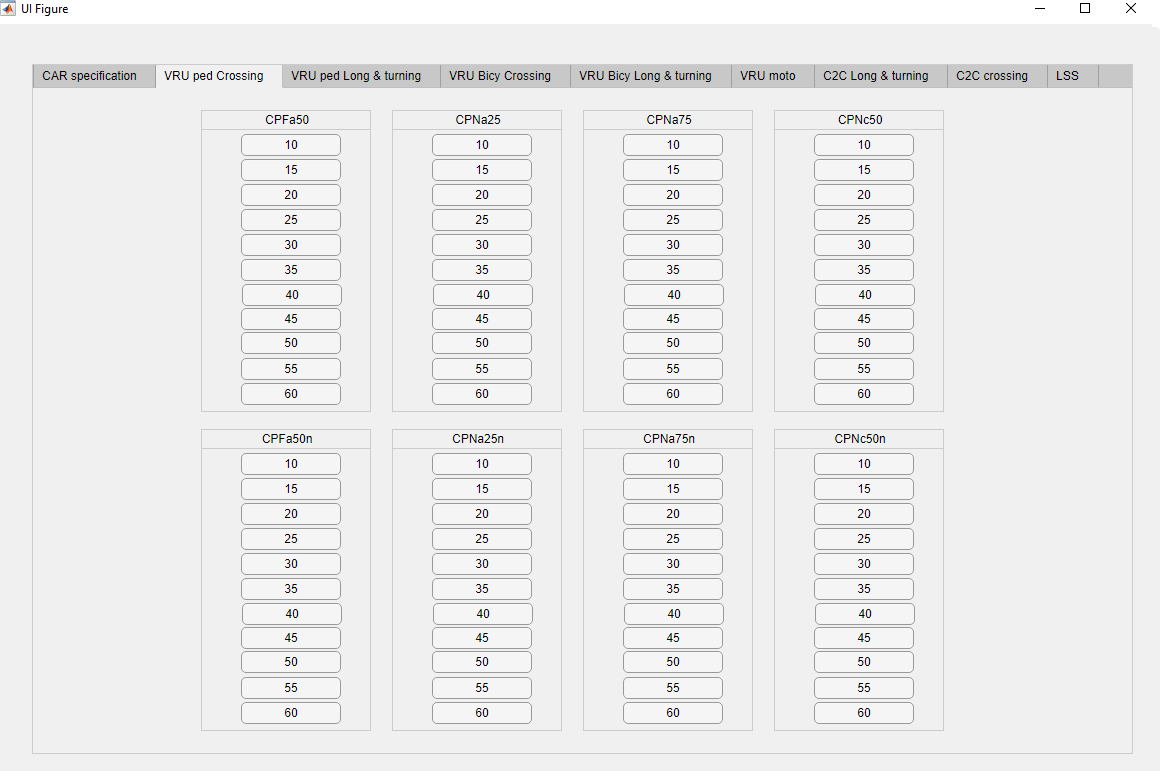 UI Figure
CAR specification VRU ped Crossing VRU ped Long & turning VRU Bicy Crossing VRU Bicy Long & turning VRU moto C2C Long & turning C2C crossing LSS
CPFa50 CPNa25 CPNa75 CPNc50
10 10 10 10
15 15 15 15
20 20 20 20
25 25 25 25
30 30 30 30
35 35 35 35
40 40 40 40
45 45 45 45
50 50 50 50
55 55 55 55
60 60 60 60
CPFa50n CPNa25n CPNa75n CPNc50n
10 10 10 10
15 15 15 15
20 20 20 20
25 25 25 25
30 30 30 30
35 35 35 35
40 40 40 40
45 45 45 45
50 50 50 50
55 55 55 55
60 60 60 60